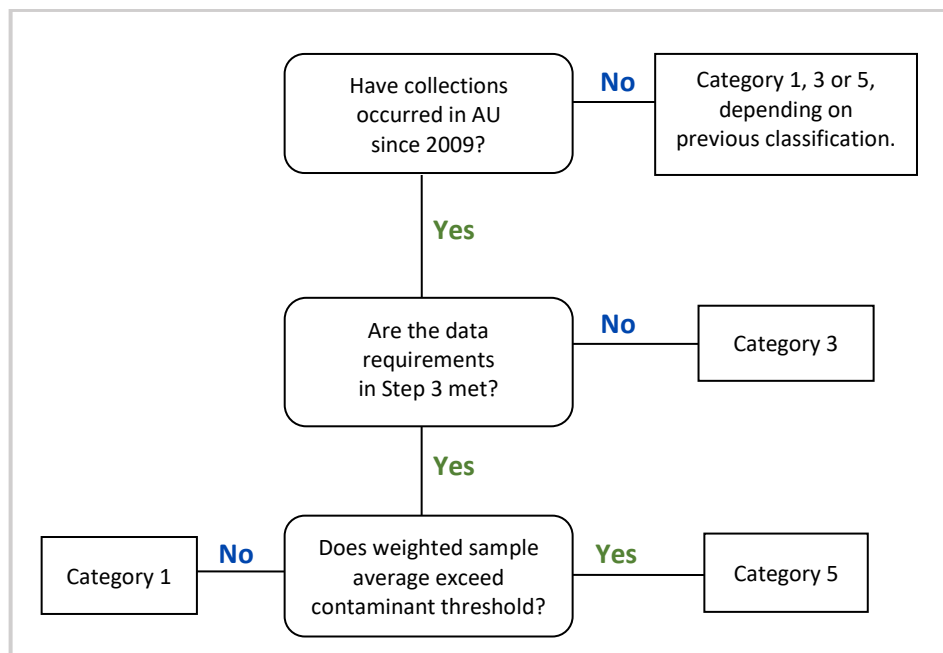 Have collections
occurred in AU
since 2009?
No
Category 1, 3 or 5,
depending on
previous classification.
Yes
Are the data
requirements
in Step 3 met?
No
Category 3
Yes
Category 1
No
Does weighted sample
average exceed
contaminant threshold?
Yes
Category 5